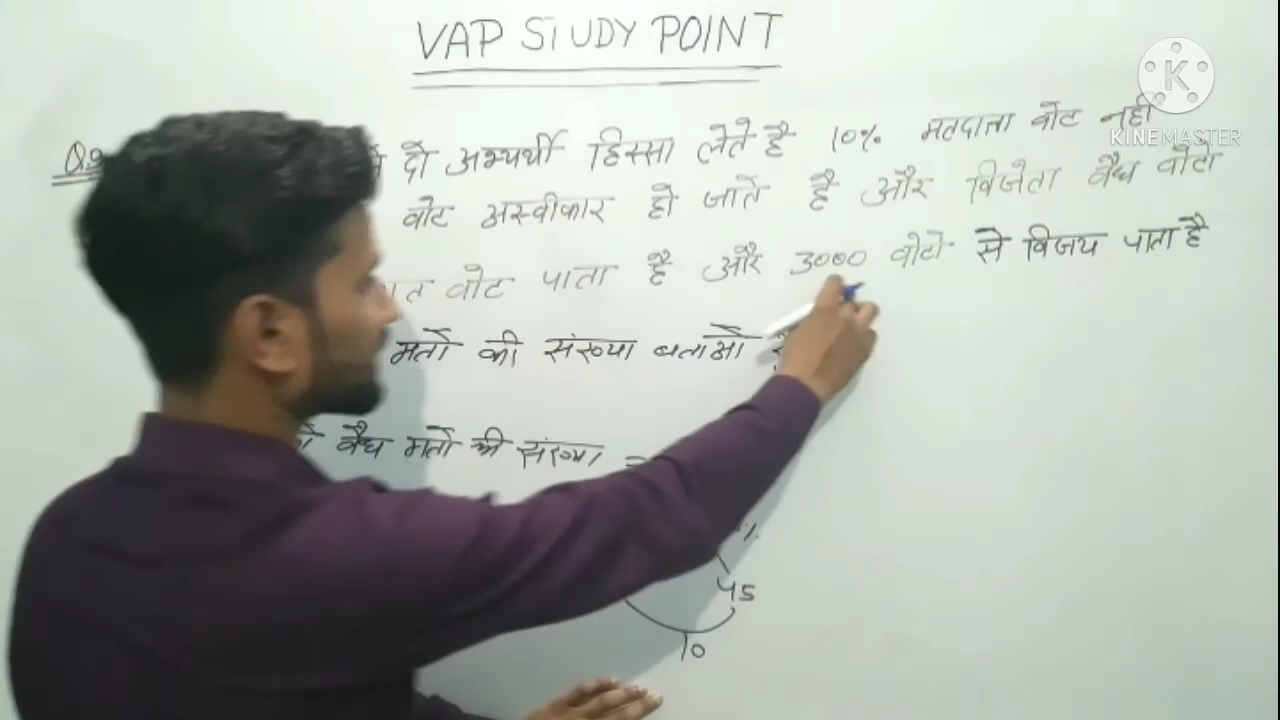 VAP STUDY POINT
दो अभ्यर्थी हिस्सा लेते है 10% मतदाता वोट नही
वोट अस्वीकार हो जाते है और विजेता वैध वोटो
वोट पाता है और 3000 वोटो से विजय पाता है
मतो की संख्या बताओ
वैध मतो की संख्या =
%
45
10
KINEMASTER